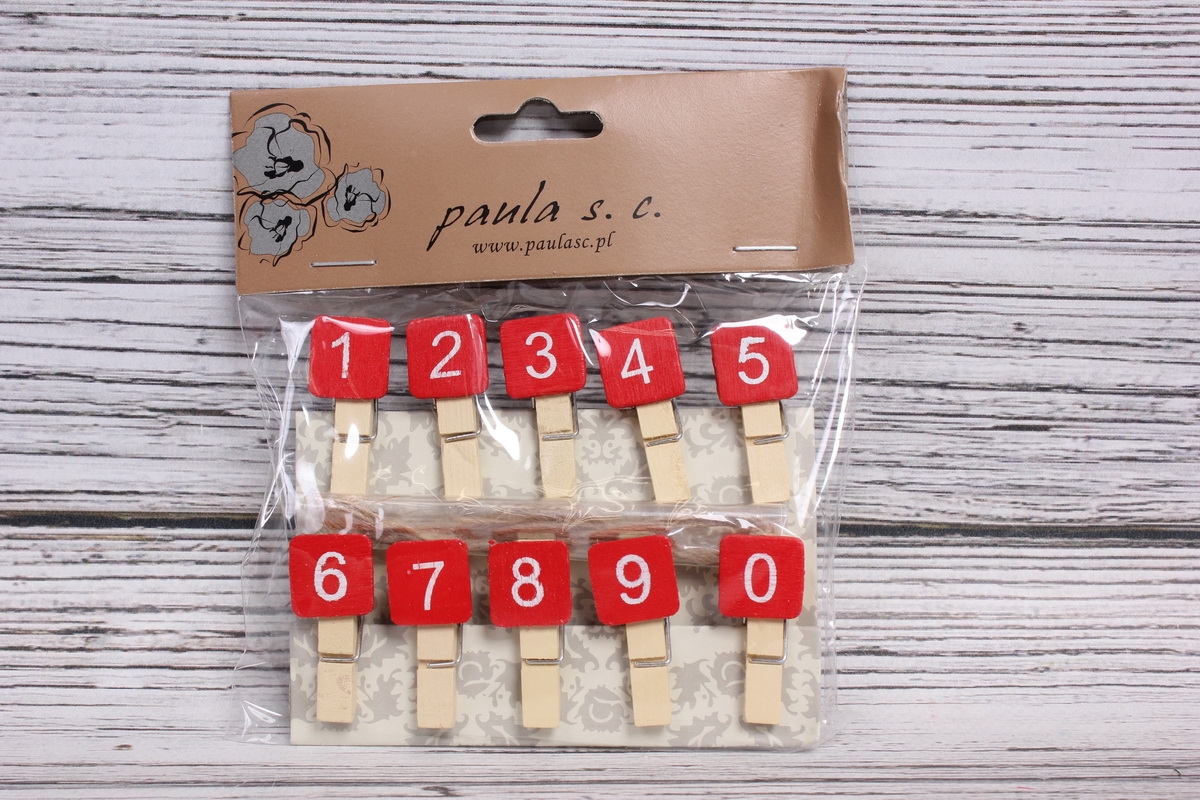 paula s. c.
www.paulasc.pl
1 2 3 4 5
6 7 8 9 0